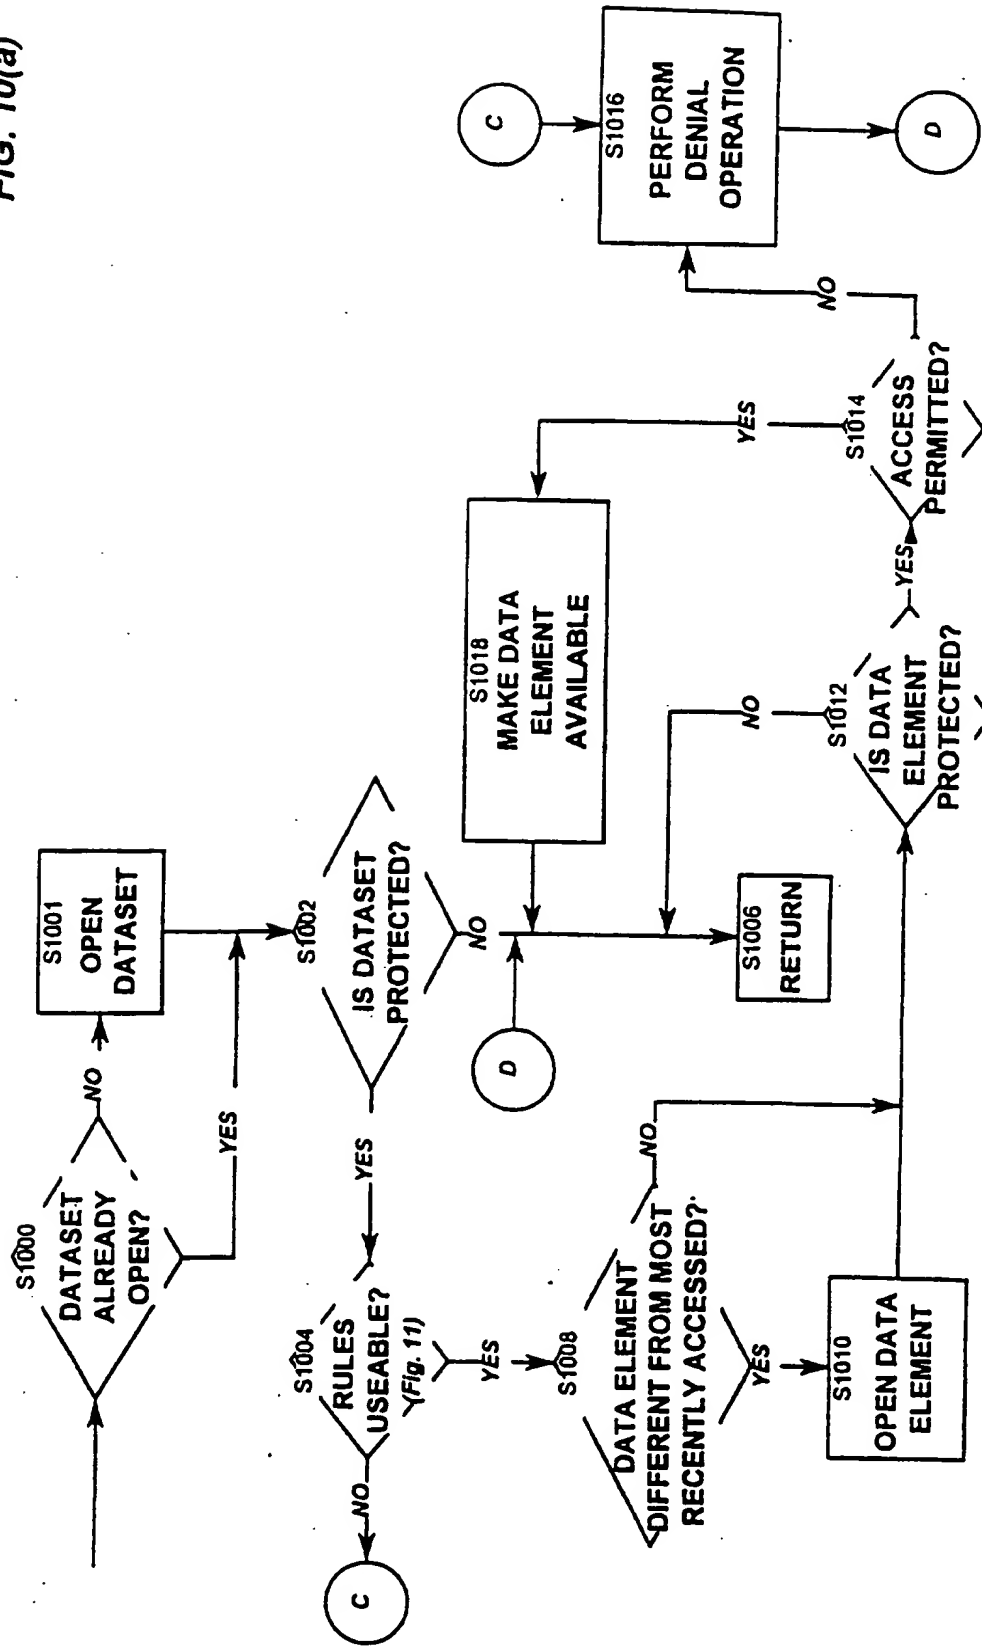 FIG. 10(a)
S1000
DATASET
ALREADY
OPEN?
NO
YES
S1001
OPEN
DATASET
S1002
IS DATASET
PROTECTED?
YES
NO
S1004
RULES
USEABLE?
(Fig. 11)
NO
C
YES
S1008
DATA ELEMENT
DIFFERENT FROM MOST
RECENTLY ACCESSED?
NO
YES
S1010
OPEN DATA
ELEMENT
D
S1006
RETURN
S1018
MAKE DATA
ELEMENT
AVAILABLE
NO
S1012
IS DATA
ELEMENT
PROTECTED?
YES
YES
S1014
ACCESS
PERMITTED?
NO
C
S1016
PERFORM
DENIAL
OPERATION
D